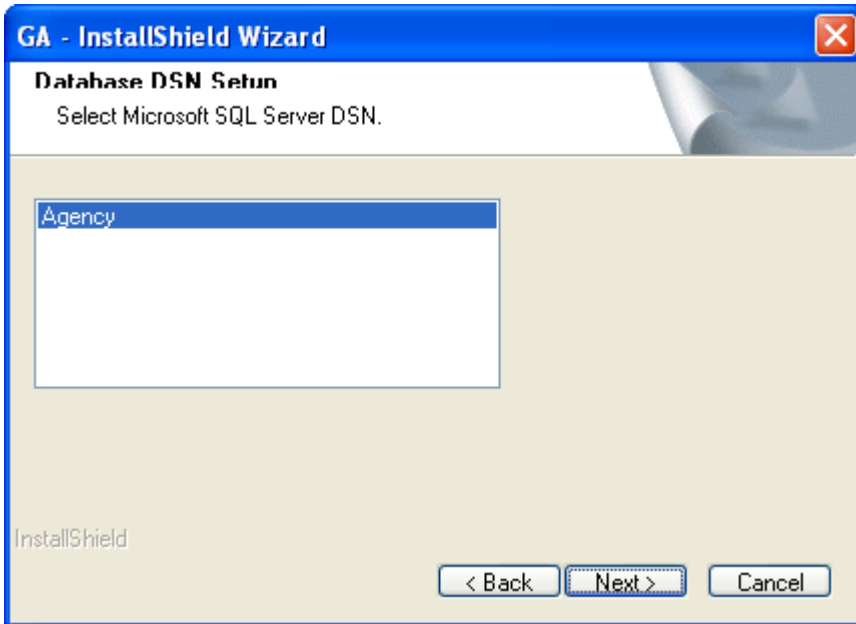 GA - InstallShield Wizard
Database DSN Setup
Select Microsoft SQL Server DSN.
Agency
InstallShield
< Back
Next >
Cancel